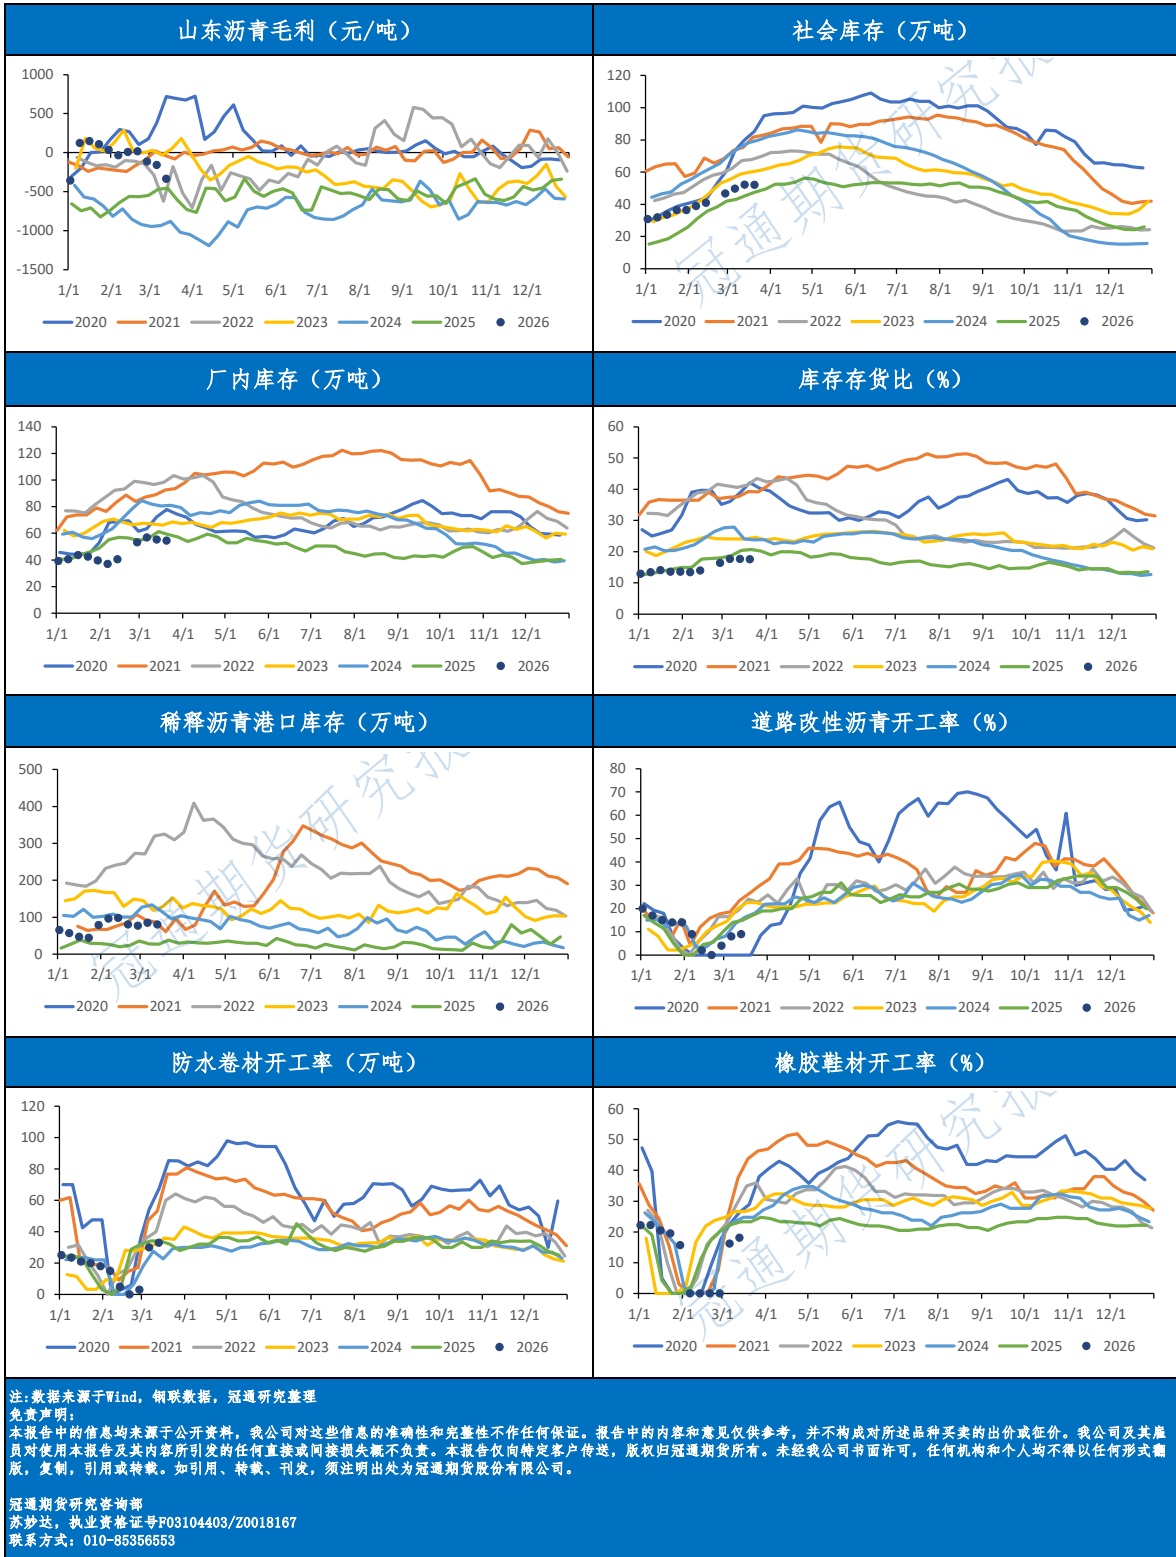 山东沥青毛利（元/吨）
1000
500
0
-500
-1000
-1500
1/1 2/1 3/1 4/1 5/1 6/1 7/1 8/1 9/1 10/1 11/1 12/1
2020 2021 2022 2023 2024 2025 2026
社会库存（万吨）
120
100
80
60
40
20
0
1/1 2/1 3/1 4/1 5/1 6/1 7/1 8/1 9/1 10/1 11/1 12/1
2020 2021 2022 2023 2024 2025 2026
冠通期货研究报
厂内库存（万吨）
140
120
100
80
60
40
20
0
1/1 2/1 3/1 4/1 5/1 6/1 7/1 8/1 9/1 10/1 11/1 12/1
2020 2021 2022 2023 2024 2025 2026
库存存货比（%）
60
50
40
30
20
10
0
1/1 2/1 3/1 4/1 5/1 6/1 7/1 8/1 9/1 10/1 11/1 12/1
2020 2021 2022 2023 2024 2025 2026
稀释沥青港口库存（万吨）
500
400
300
200
100
0
1/1 2/1 3/1 4/1 5/1 6/1 7/1 8/1 9/1 10/1 11/1 12/1
2020 2021 2022 2023 2024 2025 2026
冠通期货研究报
道路改性沥青开工率（%）
80
70
60
50
40
30
20
10
0
1/1 2/1 3/1 4/1 5/1 6/1 7/1 8/1 9/1 10/1 11/1 12/1
2020 2021 2022 2023 2024 2025 2026
防水卷材开工率（万吨）
120
100
80
60
40
20
0
1/1 2/1 3/1 4/1 5/1 6/1 7/1 8/1 9/1 10/1 11/1 12/1
2020 2021 2022 2023 2024 2025 2026
橡胶鞋材开工率（%）
60
50
40
30
20
10
0
1/1 2/1 3/1 4/1 5/1 6/1 7/1 8/1 9/1 10/1 11/1 12/1
2020 2021 2022 2023 2024 2025 2026
冠通期货研究报
注:数据来源于Wind, 钢联数据, 冠通研究整理
免责声明:
本报告中的信息均来源于公开资料，我公司对这些信息的准确性和完整性不作任何保证。报告中的内容和意见仅供参考，并不构成对所述品种买卖的出价或征价。我公司及其雇
员对使用本报告及其内容所引发的任何直接或间接损失概不负责。本报告仅向特定客户传送，版权归冠通期货所有。未经我公司书面许可，任何机构和个人均不得以任何形式翻
版，复制，引用或转载。如引用、转载、刊发，须注明出处为冠通期货股份有限公司。
冠通期货研究咨询部
苏妙达，执业资格证号F03104403/Z0018167
联系方式：010-85356553